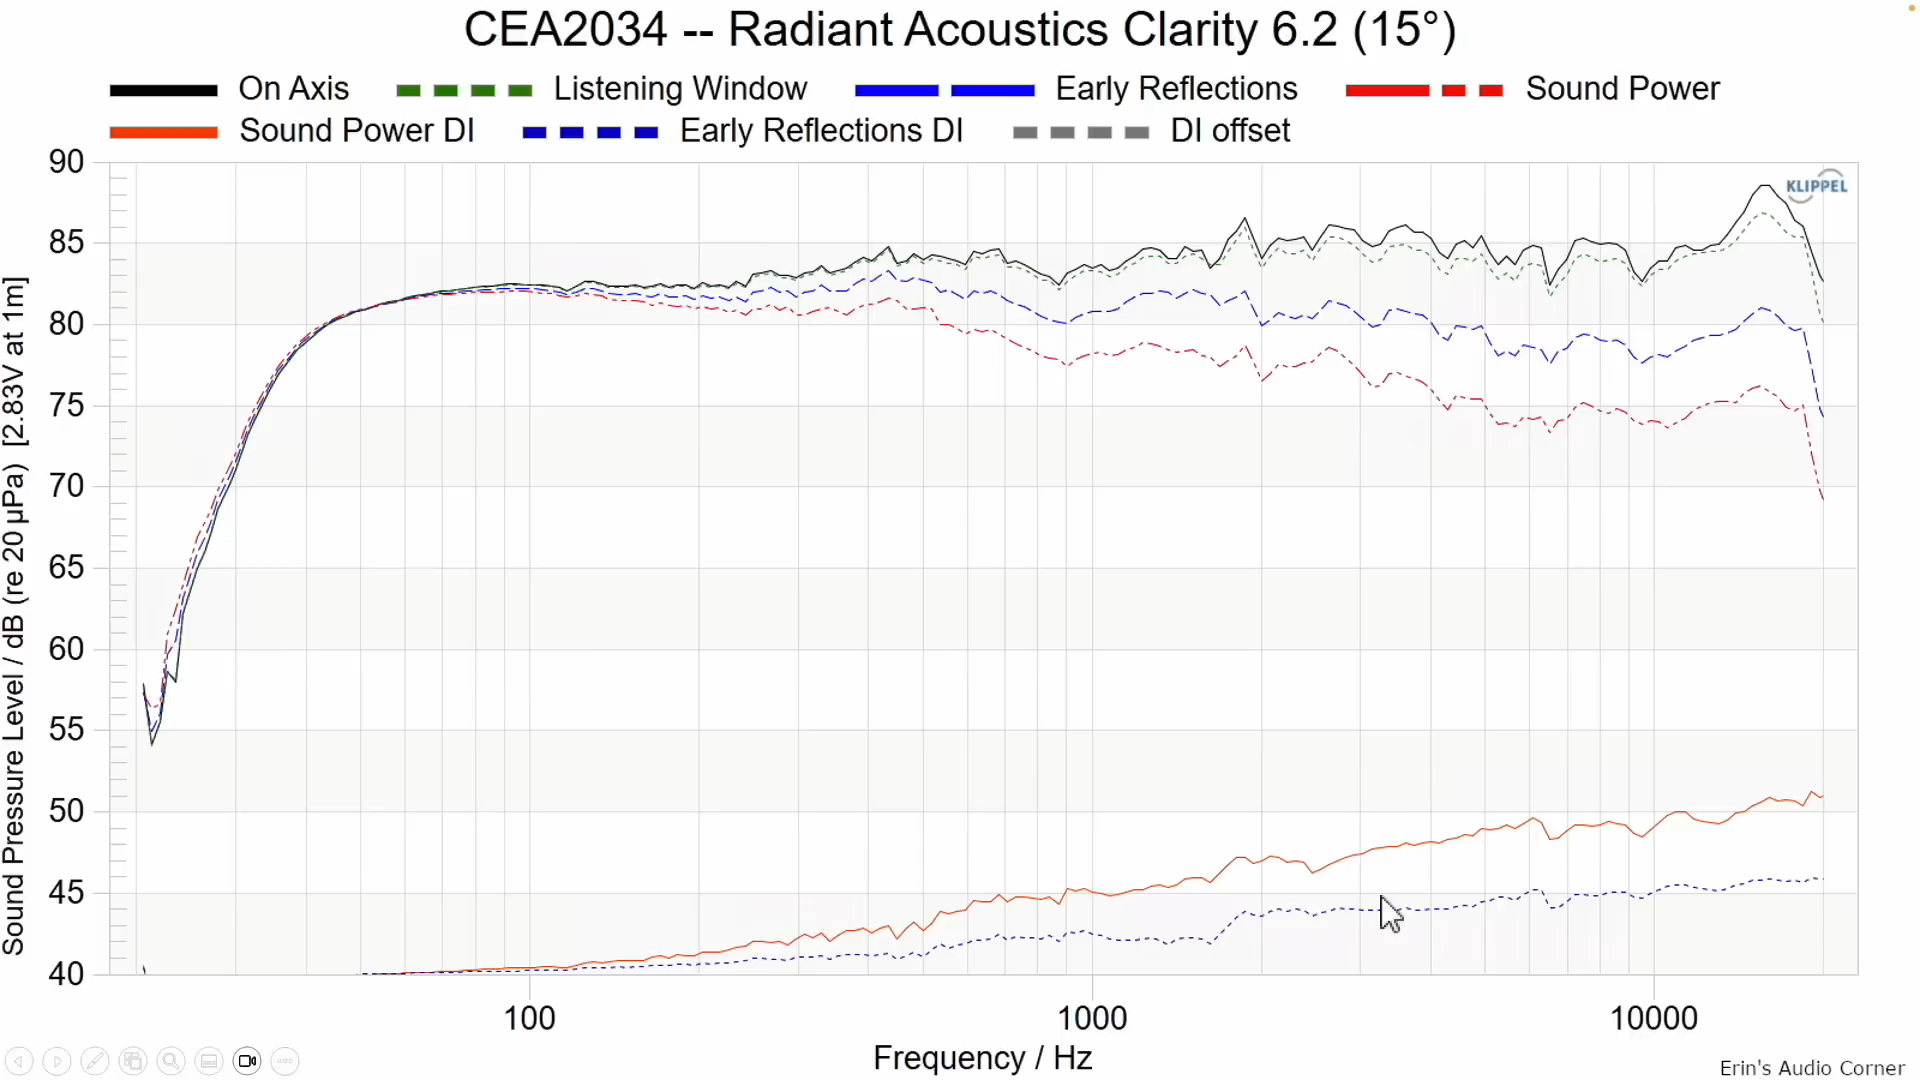 CEA2034 -- Radiant Acoustics Clarity 6.2 (15°)
On Axis Listening Window Early Reflections Sound Power
Sound Power DI Early Reflections DI DI offset
90
KLIPPEL
85
80
75
70
65
60
55
50
45
40
Sound Pressure Level / dB (re 20 µPa) [2.83V at 1m]
100 1000 10000
Frequency / Hz
Erin's Audio Corner